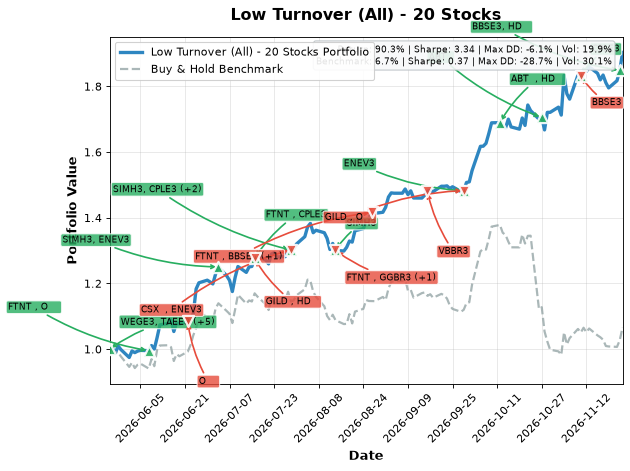 Low Turnover (All) - 20 Stocks
BBSE3, HD
Low Turnover (All) - 20 Stocks Portfolio
Buy & Hold Benchmark
90.3% | Sharpe: 3.34 | Max DD: -6.1% | Vol: 19.9%
6.7% | Sharpe: 0.37 | Max DD: -28.7% | Vol: 30.1%
ABT , HD
BBSE3
ENEV3
SIMH3, CPLE3 (+2)
FTNT , CPLE3
GILD , O
SIMH3, ENEV3
FTNT , BBSE3 (+1)
VBBR3
FTNT , GGBR3 (+1)
GILD , HD
FTNT , O
CSX , ENEV3
WEGE3, TAEE (+5)
O
Portfolio Value
1.8
1.6
1.4
1.2
1.0
2026-06-05
2026-06-21
2026-07-07
2026-07-23
2026-08-08
2026-08-24
2026-09-09
2026-09-25
2026-10-11
2026-10-27
2026-11-12
Date